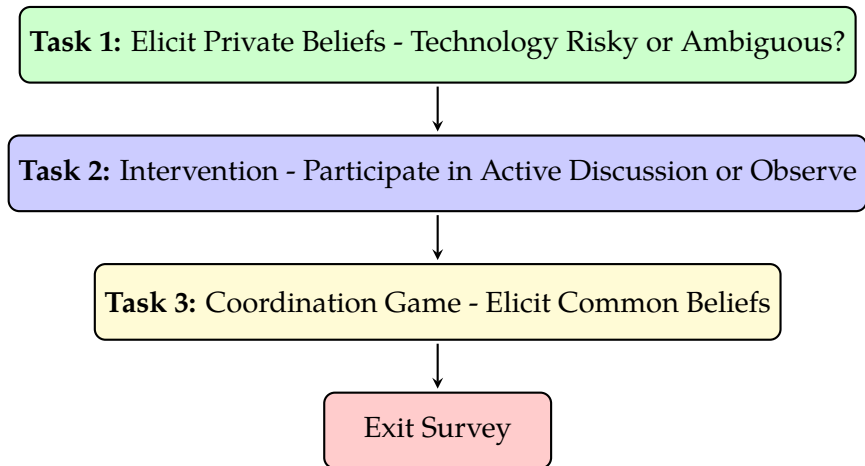 Task 1: Elicit Private Beliefs - Technology Risky or Ambiguous?
Task 2: Intervention - Participate in Active Discussion or Observe
Task 3: Coordination Game - Elicit Common Beliefs
Exit Survey